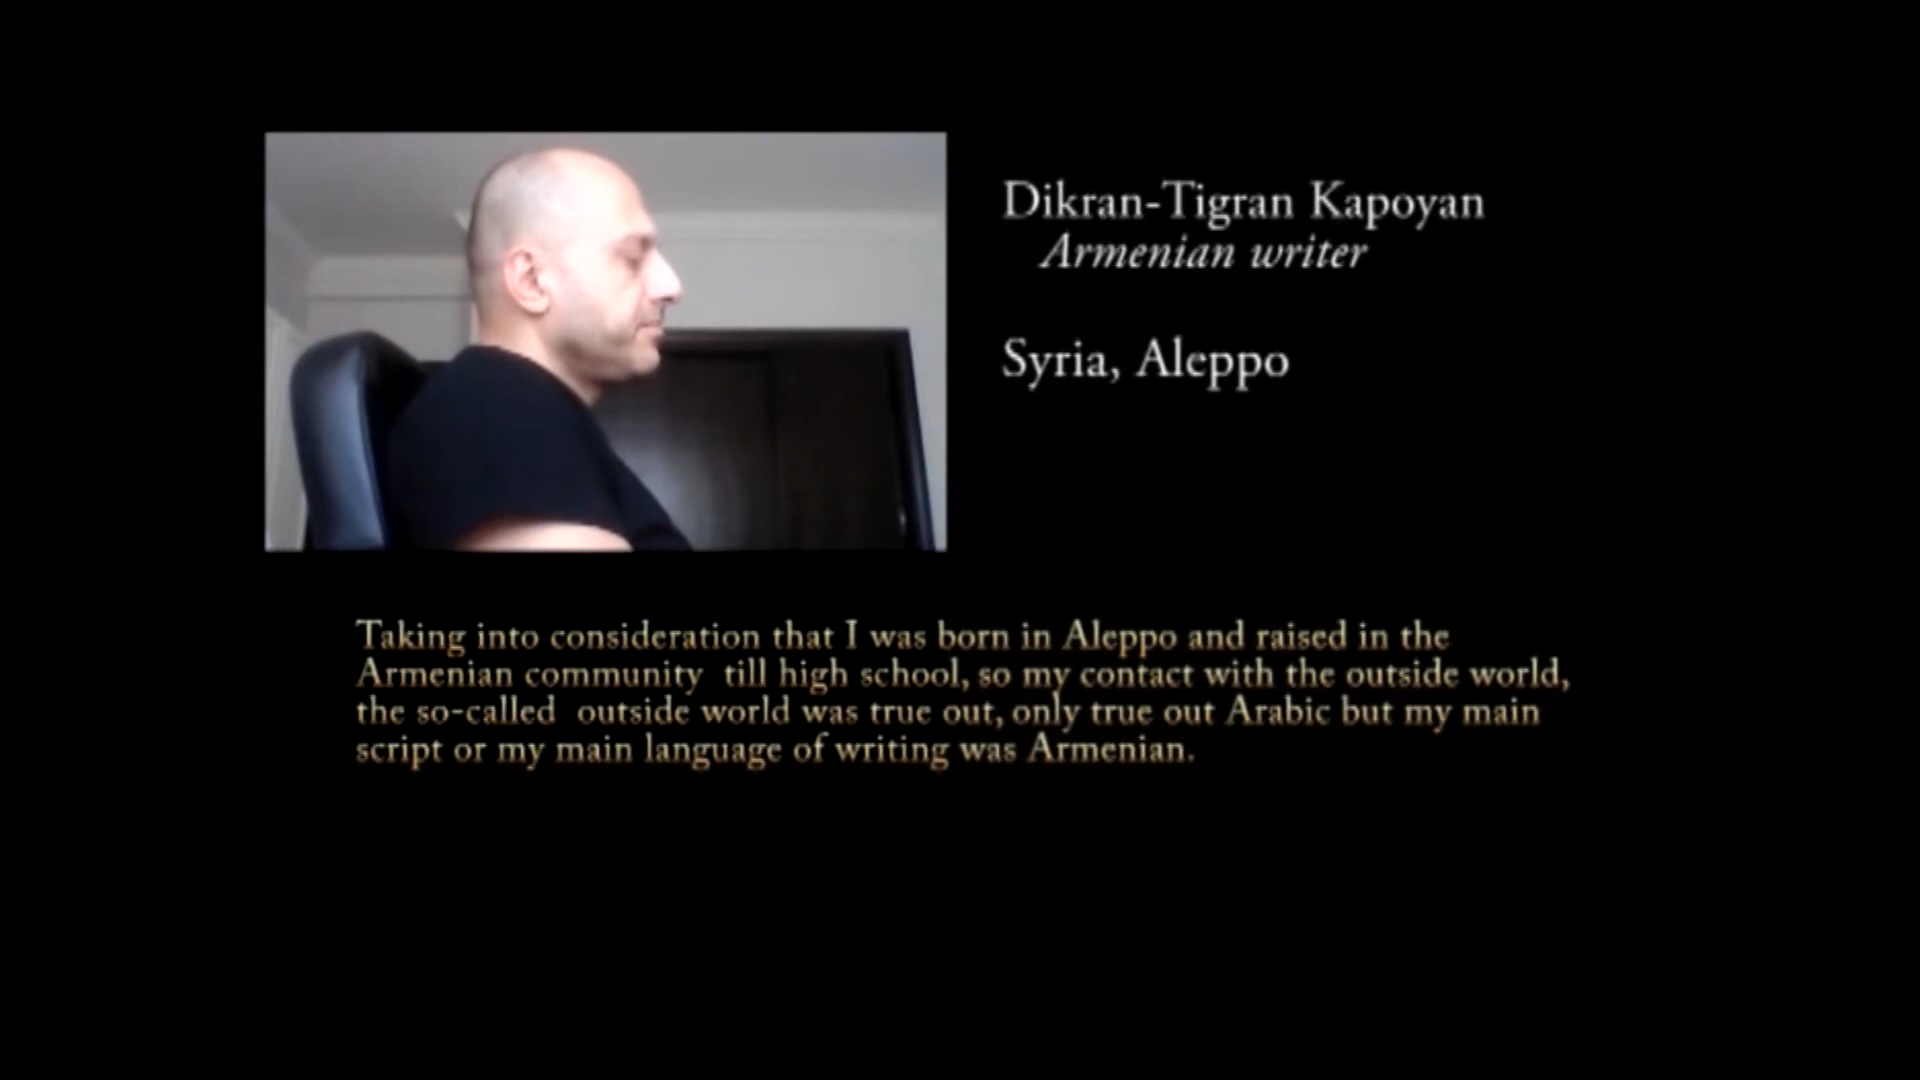 Dikran-Tigran Kapoyan
Armenian writer
Syria, Aleppo
Taking into consideration that I was born in Aleppo and raised in the
Armenian community till high school, so my contact with the outside world,
the so-called outside world was true out, only true out Arabic but my main
script or my main language of writing was Armenian.